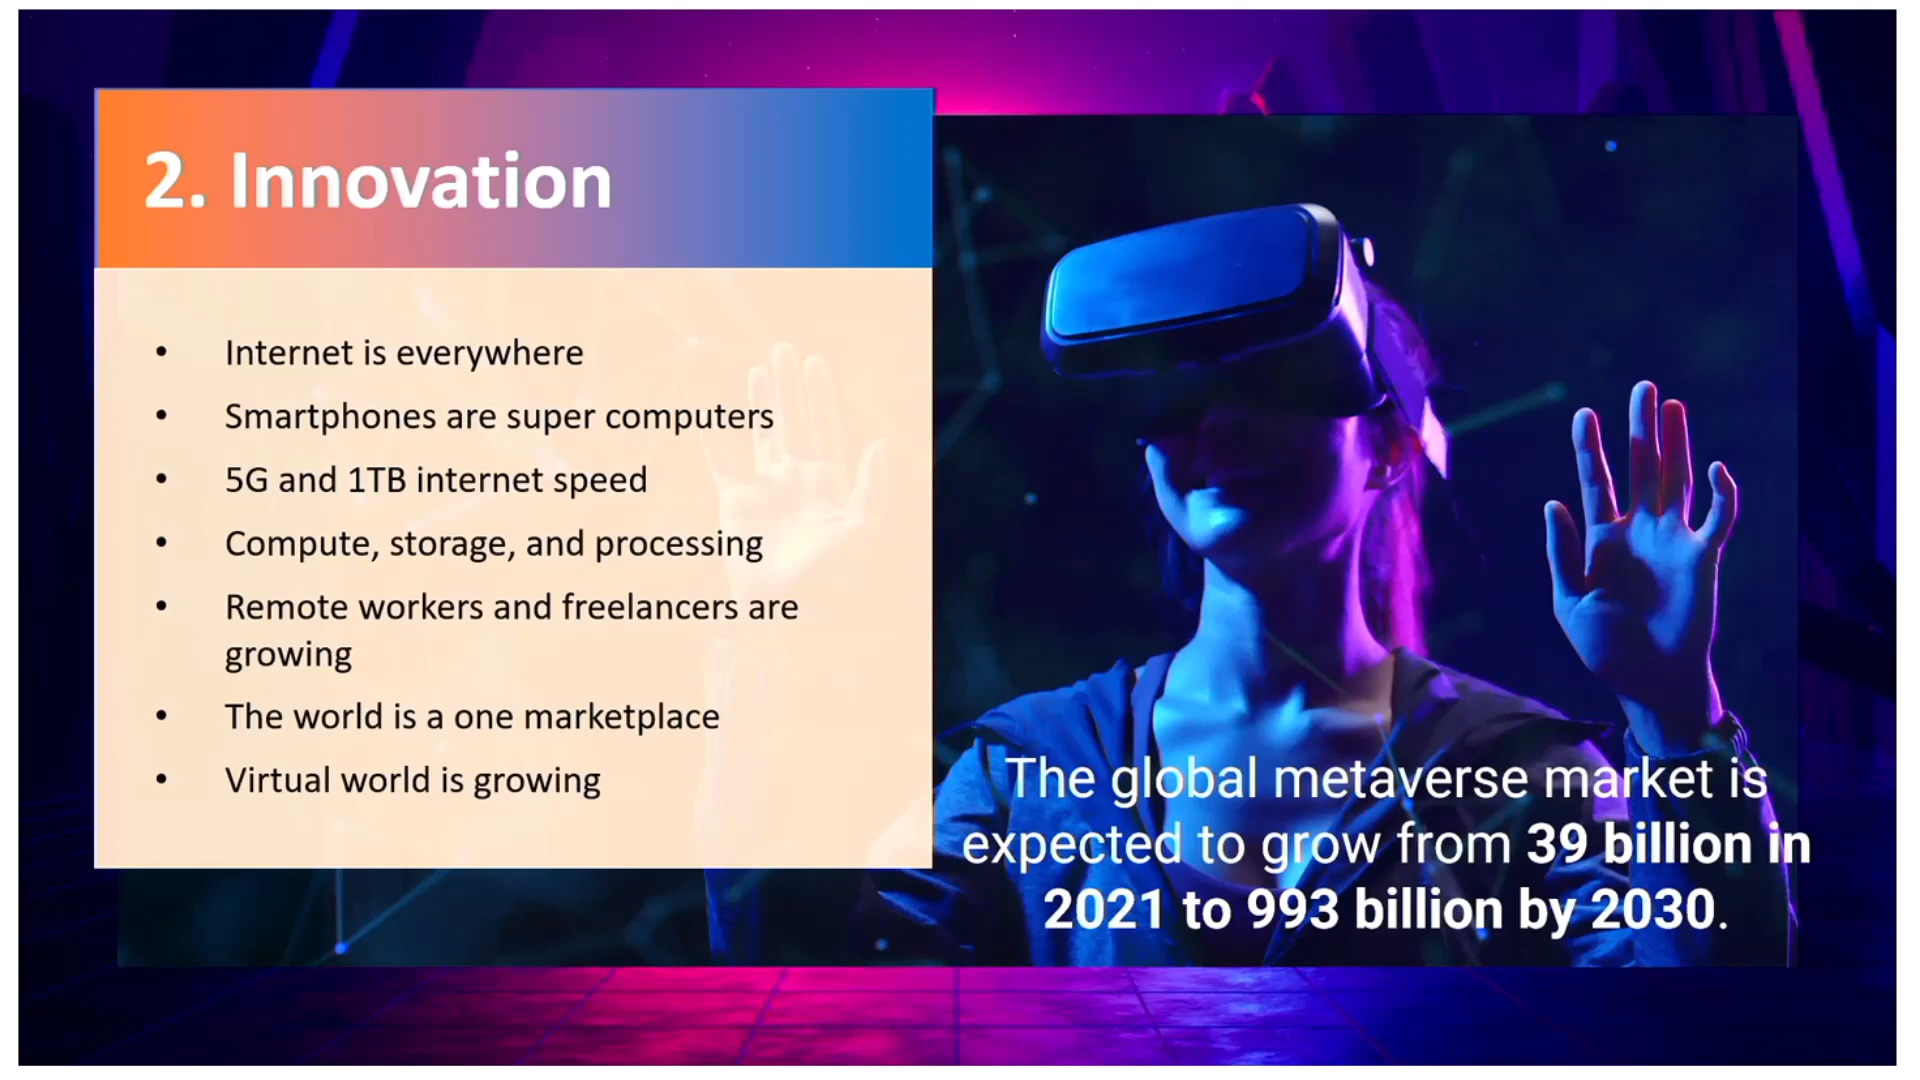 2. Innovation
• Internet is everywhere
• Smartphones are super computers
• 5G and 1TB internet speed
• Compute, storage, and processing
• Remote workers and freelancers are
growing
• The world is a one marketplace
• Virtual world is growing
The global metaverse market is
expected to grow from 39 billion in
2021 to 993 billion by 2030.